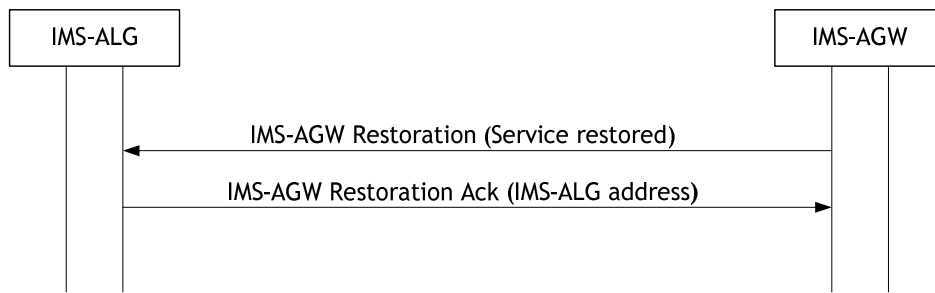 IMS-ALG
IMS-AGW
IMS-AGW Restoration (Service restored)
IMS-AGW Restoration Ack (IMS-ALG address)